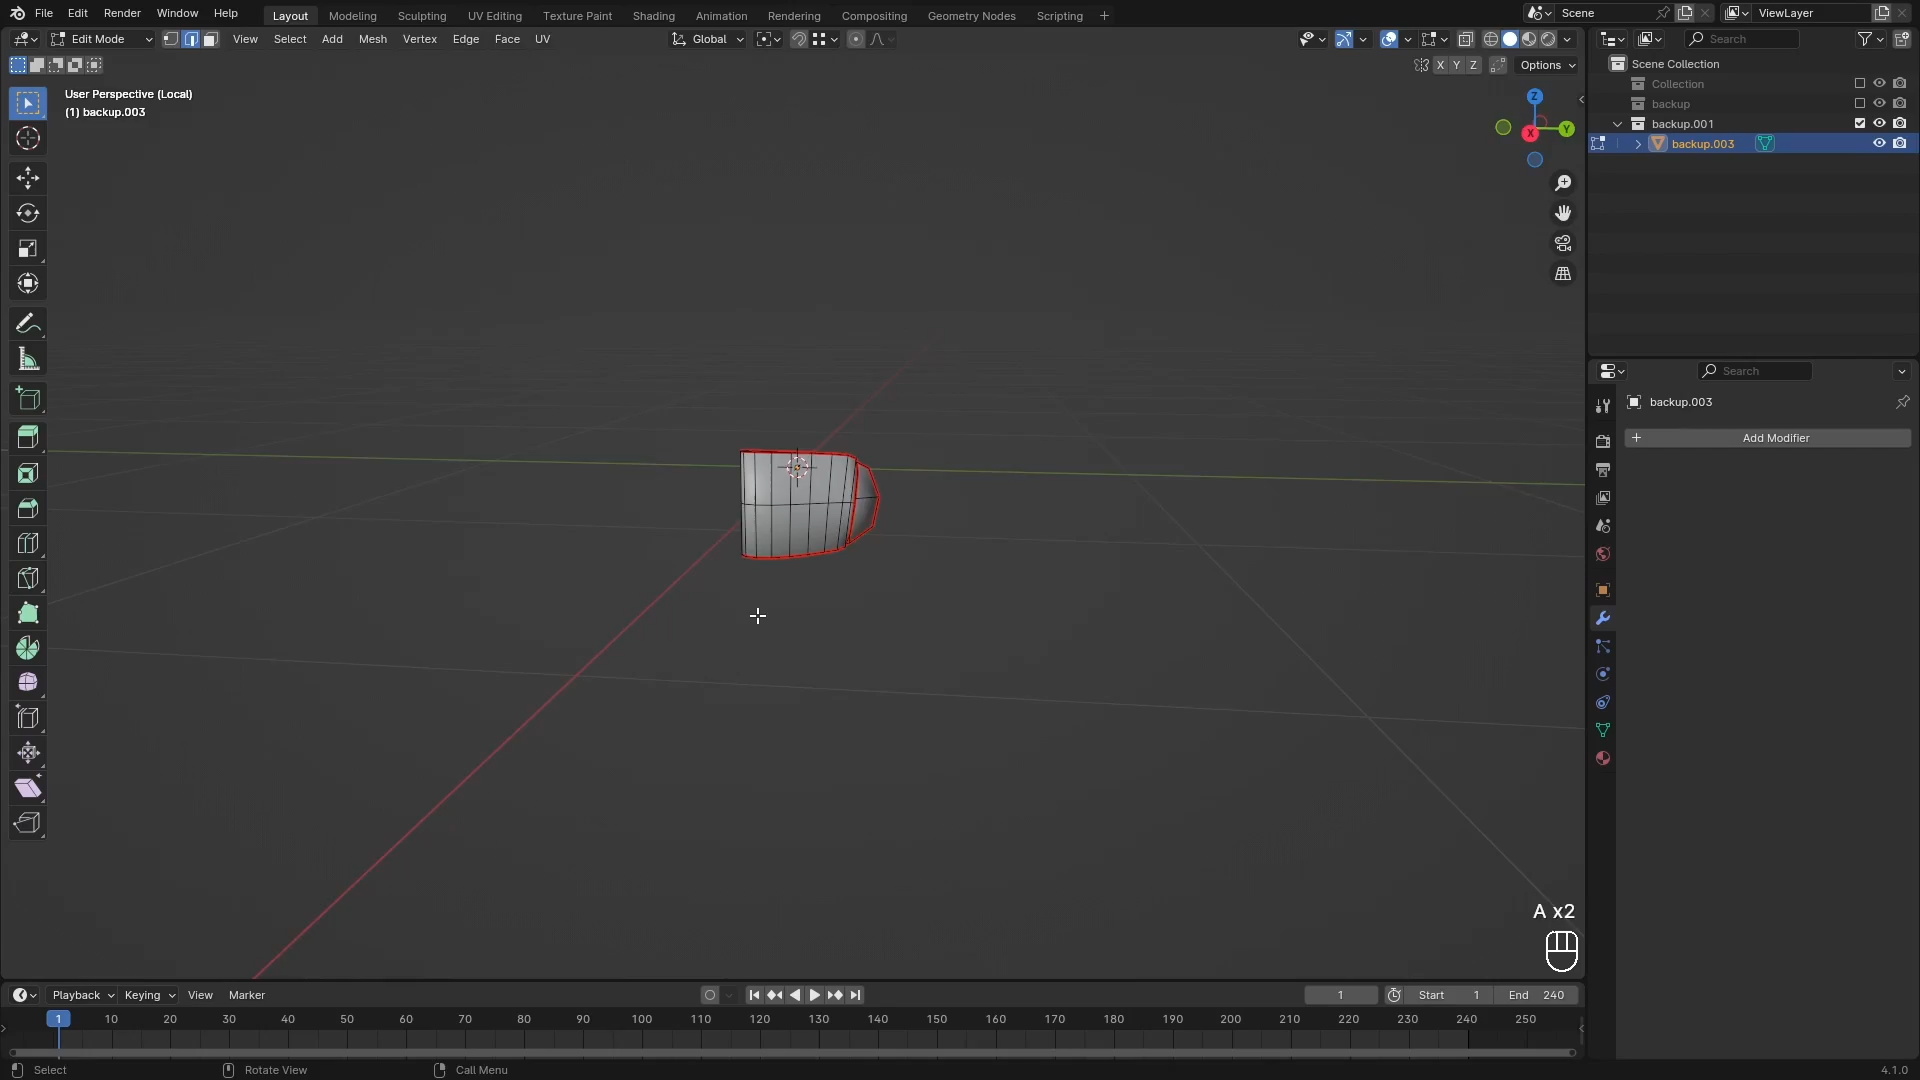 File Edit Render Window Help Layout Modeling Sculpting UV Editing Texture Paint Shading Animation Rendering Compositing Geometry Nodes Scripting + Scene ViewLayer
Edit Mode View Select Add Mesh Vertex Edge Face UV Global Search
X Y Z Options
User Perspective (Local)
(1) backup.003
Z
Y
X
Scene Collection
Collection
backup
backup.001
backup.003
Search
backup.003
+ Add Modifier
A x2
Playback Keying View Marker 1 Start 1 End 240
1 10 20 30 40 50 60 70 80 90 100 110 120 130 140 150 160 170 180 190 200 210 220 230 240 250
Select Rotate View Call Menu 4.1.0